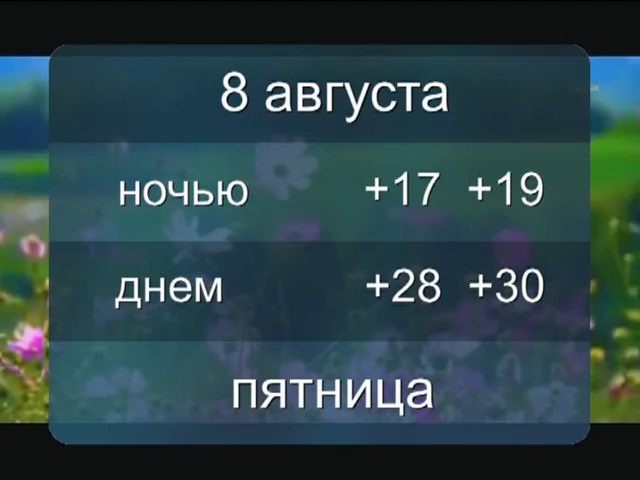 8 августа
ночью +17 +19
днем +28 +30
пятница